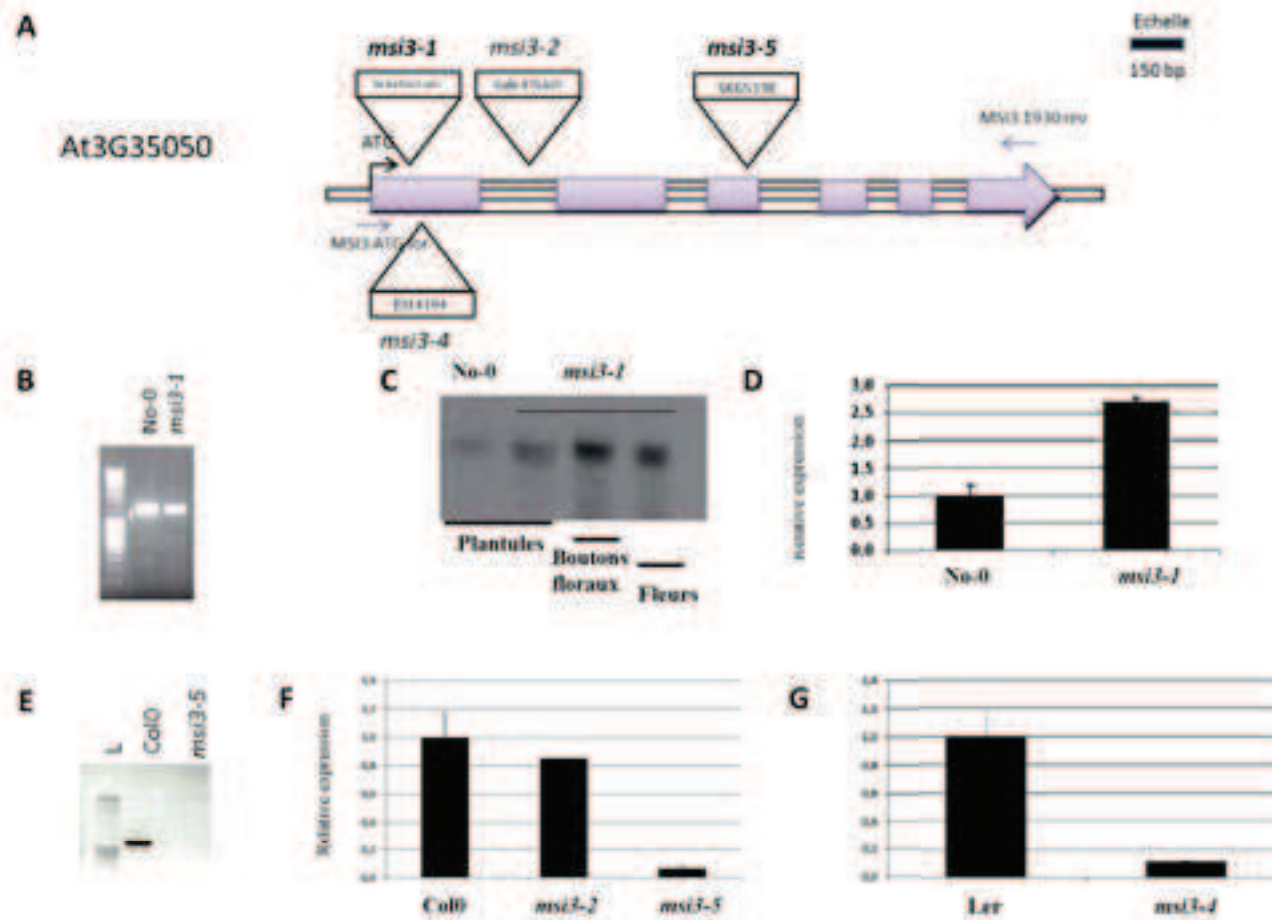 A
msi3-1
msi3-2
msi3-5
Echelle
150 bp
At3G35050
ATG
MSI3 1930 rev
MSI3 ATG for
msi3-4
B
No-0
msi3-1
C
No-0
msi3-1
Plantules
Boutons
floraux
Fleurs
D
Relative expression
3.0
2.5
2.0
1.5
1.0
0.5
0.0
No-0
msi3-1
E
L
Col0
msi3-5
F
Relative expression
Col0
msi3-2
msi3-5
G
Ler
msi3-4